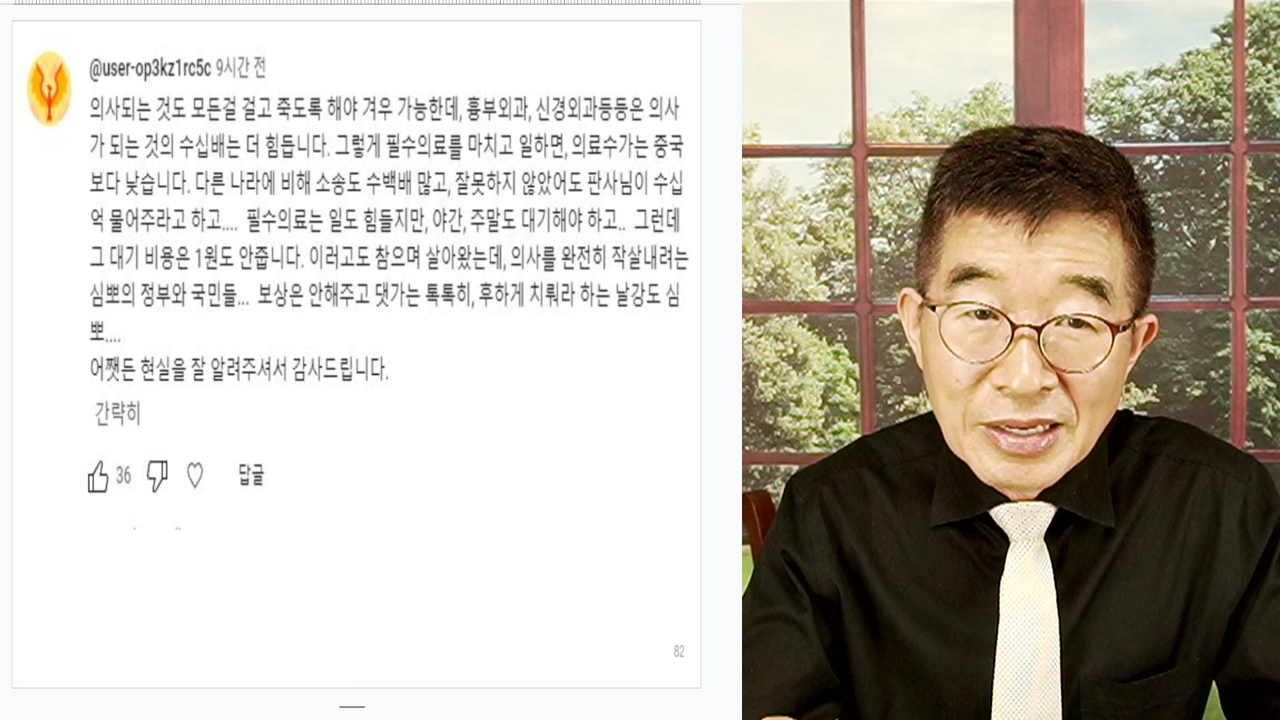 @user-op3kz1rc5c 9시간 전
의사되는 것도 모든걸 걸고 죽도록 해야 겨우 가능한데, 흉부외과, 신경외과등등은 의사
가 되는 것의 수십배는 더 힘듭니다. 그렇게 필수의료를 마치고 일하면, 의료수가는 중국
보다 낮습니다. 다른 나라에 비해 소송도 수백배 많고, 잘못하지 않았어도 판사님이 수십
억 물어주라고 하고.... 필수의료는 일도 힘들지만, 야간, 주말도 대기해야 하고.. 그런데
그 대기 비용은 1원도 안줍니다. 이러고도 참으며 살아왔는데, 의사를 완전히 작살내려는
심뽀의 정부와 국민들... 보상은 안해주고 댓가는 톡톡히, 후하게 치뤄라 하는 날강도 심
뽀....
어쨋든 현실을 잘 알려주셔서 감사드립니다.
간략히
36 답글
82